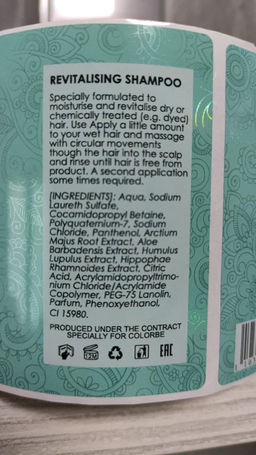 REVITALISING SHAMPOO
Specially formulated to
moisturise and revitalise dry or
chemically treated (e.g. dyed)
hair. Use Apply a little amount
to your wet hair and massage
with circular movements
though the hair into the scalp
and rinse until hair is free from
product. A second application
some times required.
[INGREDIENTS]: Aqua, Sodium
Laureth Sulfate,
Cocamidopropyl Betaine,
Polyquaternium-7, Sodium
Chloride, Panthenol, Arctium
Majus Root Extract, Aloe
Barbadensis Extract, Humulus
Lupulus Extract, Hippophae
Rhamnoides Extract, Citric
Acid, Acrylamidopropyltrimo-
nium Chloride/Acrylamide
Copolymer, PEG-75 Lanolin,
Parfum, Phenoxyethanol,
CI 15980.
PRODUCED UNDER THE CONTRACT
SPECIALLY FOR COLORBE
12M
EAC